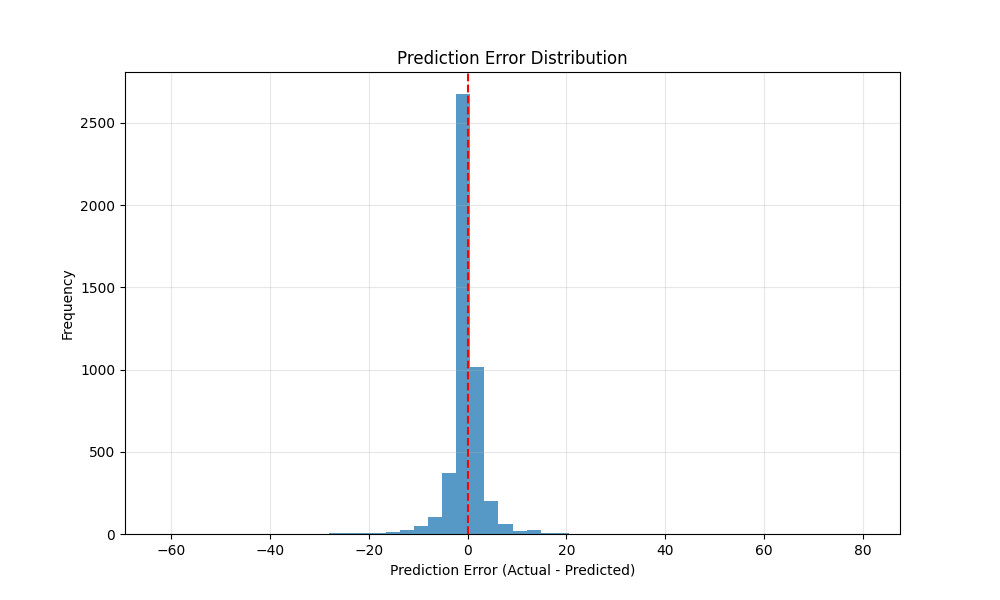 Prediction Error Distribution
Frequency
2500
2000
1500
1000
500
0
−60 −40 −20 0 20 40 60 80
Prediction Error (Actual - Predicted)